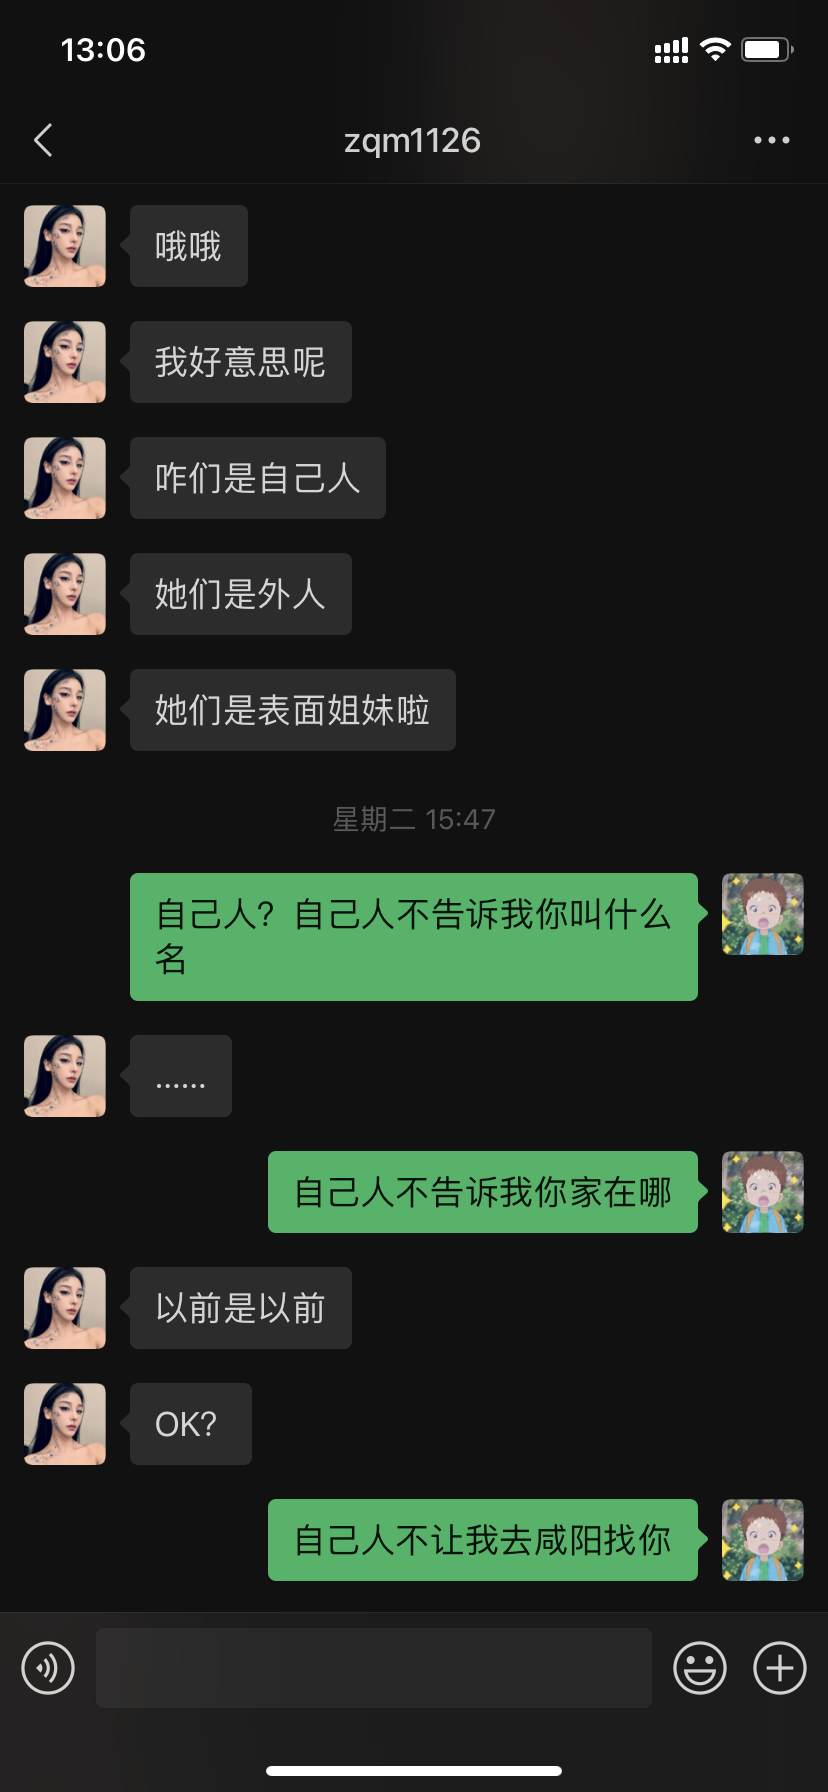 13:06
zqm1126
哦哦
我好意思呢
咋们是自己人
她们是外人
她们是表面姐妹啦
星期二 15:47
自己人？自己人不告诉我你叫什么
名
……
自己人不告诉我你家在哪
以前是以前
OK?
自己人不让我去咸阳找你